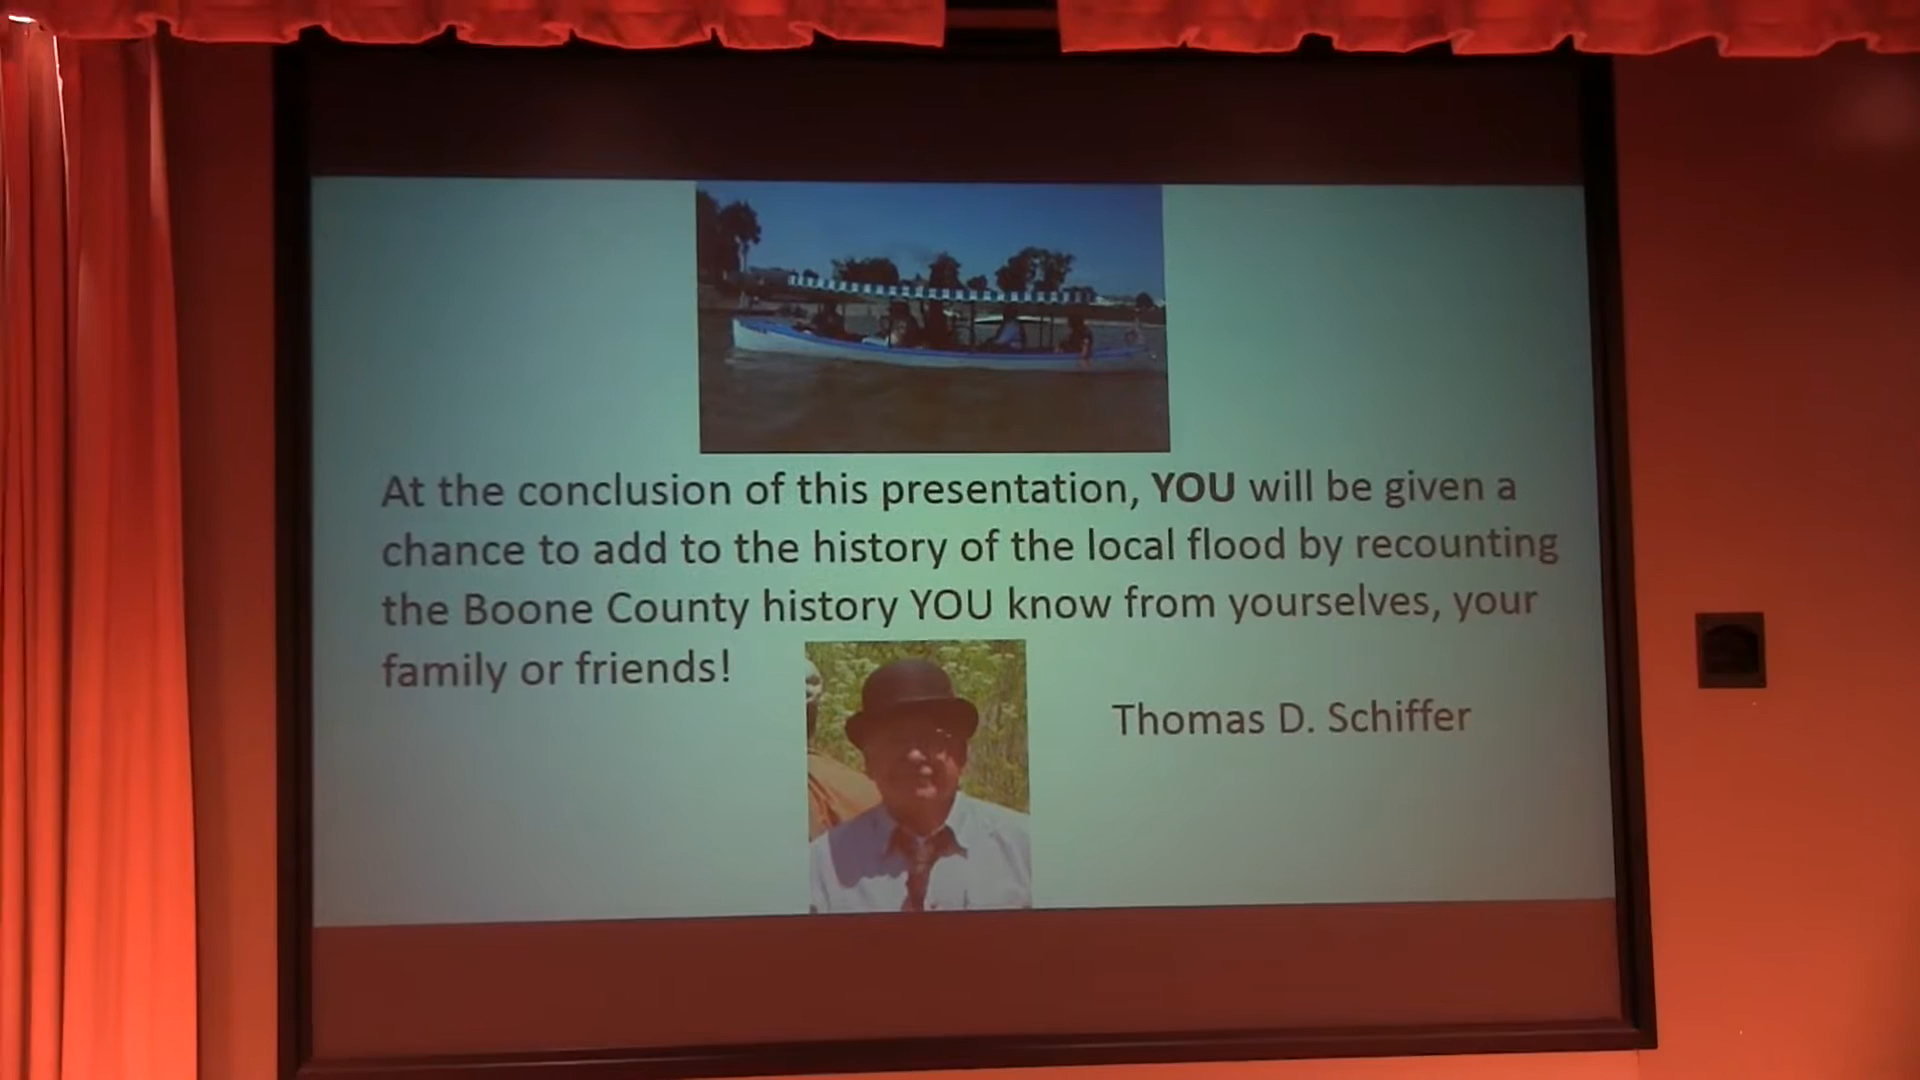 At the conclusion of this presentation, YOU will be given a
chance to add to the history of the local flood by recounting
the Boone County history YOU know from yourselves, your
family or friends!
Thomas D. Schiffer